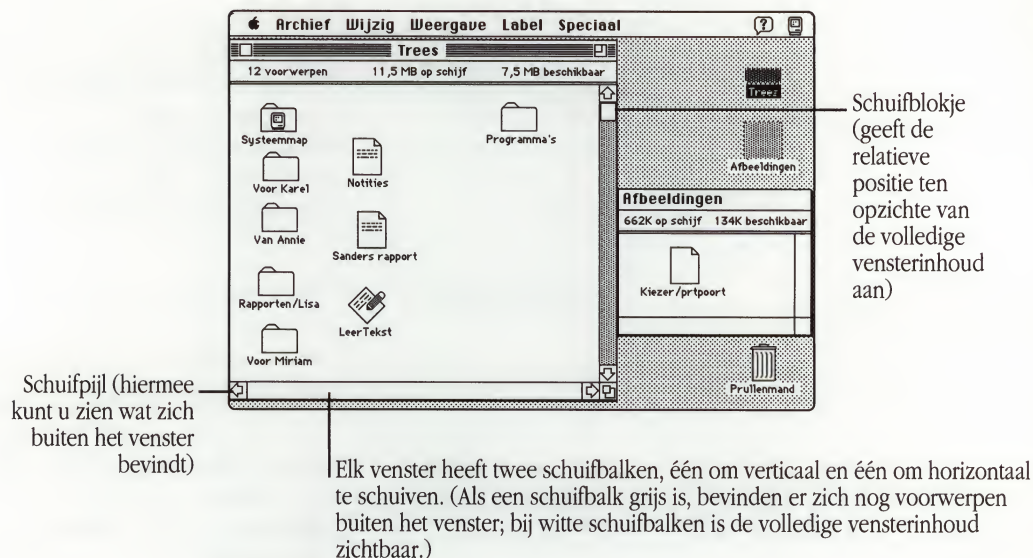 Archief Wijzig Weergave Label Speciaal
Trees
12 voorwerpen 11,5 MB op schijf 7,5 MB beschikbaar
Systeemmap
Programma's
Voor Karel
Notities
Van Annie
Sanders rapport
Rapporten/Lisa
LeerTekst
Voor Miriam
Trees
Afbeeldingen
Afbeeldingen
662K op schijf 134K beschikbaar
Kiezer/prtpoort
Prullenmand
Schuifblokje
(geeft de
relatieve
positie ten
opzichte van
de volledige
vensterinhoud
aan)
Schuifpijl (hiermee
kunt u zien wat zich
buiten het venster
bevindt)
Elk venster heeft twee schuifbalken, één om verticaal en één om horizontaal
te schuiven. (Als een schuifbalk grijs is, bevinden er zich nog voorwerpen
buiten het venster; bij witte schuifbalken is de volledige vensterinhoud
zichtbaar.)